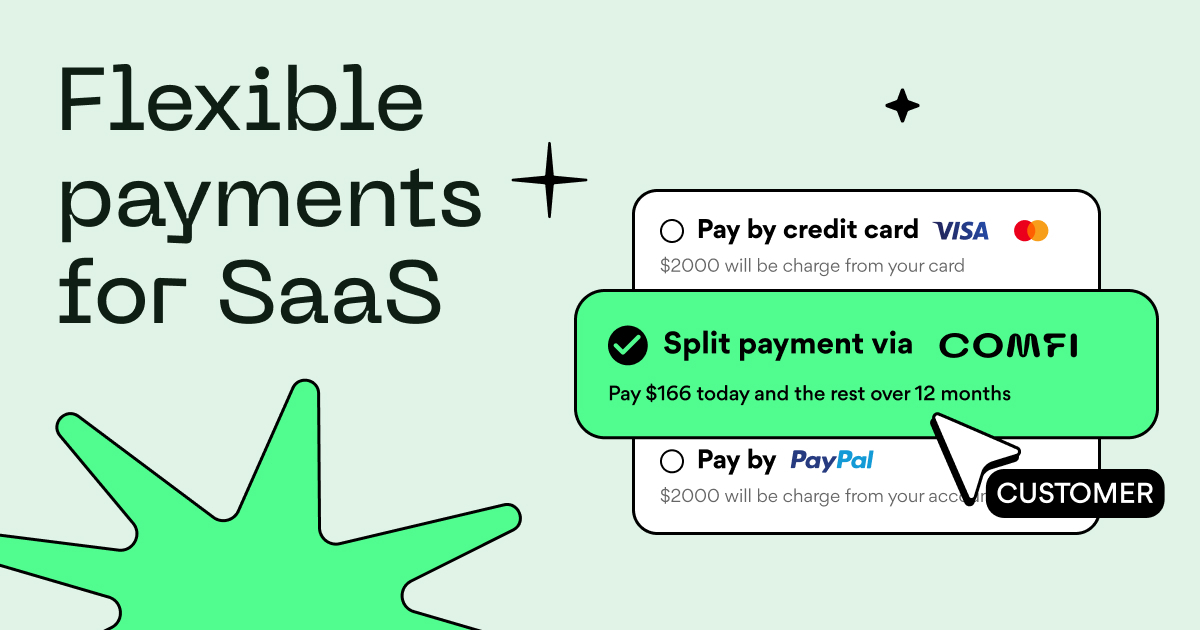 Flexible
payments
for SaaS
Pay by credit card VISA
$2000 will be charge from your card
Split payment via COMFI
Pay $166 today and the rest over 12 months
Pay by PayPal
$2000 will be charge from your
CUSTOMER